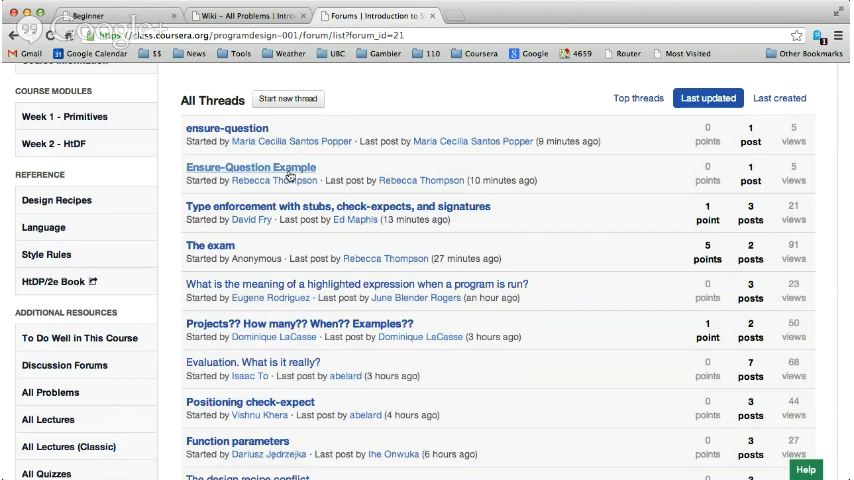 Beginner
Wiki - All Problems | Introd
Forums | Introduction to S
Google+
class.coursera.org/programdesign-001/forum/list?forum_id=21
Gmail
31 Google Calendar
$$
News
Tools
Weather
UBC
Gambier
110
Coursera
Google
4659
Router
Most Visited
Other Bookmarks
COURSE MODULES
Week 1 - Primitives
Week 2 - HtDF
REFERENCE
Design Recipes
Language
Style Rules
HtDP/2e Book
ADDITIONAL RESOURCES
To Do Well in This Course
Discussion Forums
All Problems
All Lectures
All Lectures (Classic)
All Quizzes
All Threads
Start new thread
Top threads
Last updated
Last created
ensure-question
Started by Maria Cecilia Santos Popper · Last post by Maria Cecilia Santos Popper (9 minutes ago)
0 points
1 post
5 views
Ensure-Question Example
Started by Rebecca Thompson · Last post by Rebecca Thompson (10 minutes ago)
0 points
1 post
5 views
Type enforcement with stubs, check-expects, and signatures
Started by David Fry · Last post by Ed Maphis (13 minutes ago)
1 point
3 posts
21 views
The exam
Started by Anonymous · Last post by Rebecca Thompson (27 minutes ago)
5 points
2 posts
91 views
What is the meaning of a highlighted expression when a program is run?
Started by Eugene Rodriguez · Last post by June Blender Rogers (an hour ago)
0 points
3 posts
23 views
Projects?? How many?? When?? Examples??
Started by Dominique LaCasse · Last post by Dominique LaCasse (3 hours ago)
1 point
2 posts
50 views
Evaluation. What is it really?
Started by Isaac To · Last post by abelard (3 hours ago)
0 points
7 posts
68 views
Positioning check-expect
Started by Vishnu Khera · Last post by abelard (4 hours ago)
0 points
3 posts
44 views
Function parameters
Started by Dariusz Jędrzejka · Last post by Ihe Onwuka (6 hours ago)
0 points
3 posts
27 views
The design recipe conflict
Help